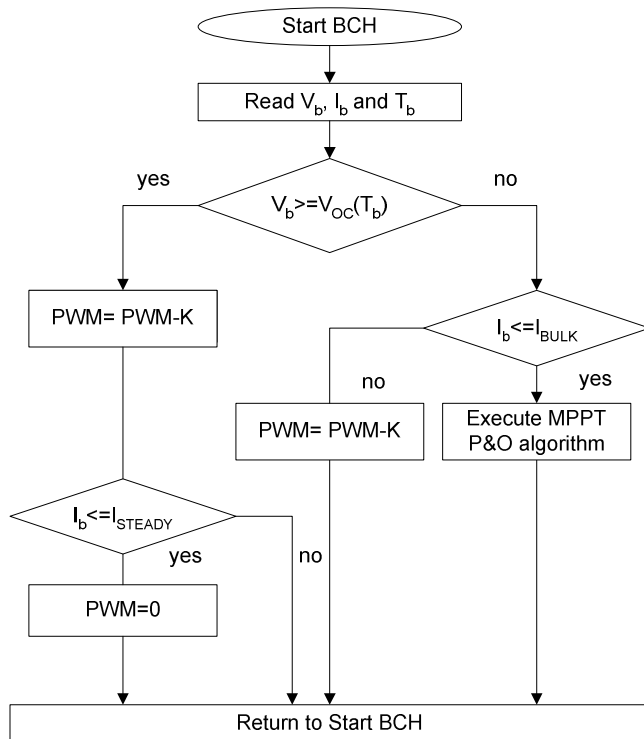 Start BCH
Read V_b, I_b and T_b
yes
no
V_b>=V_OC(T_b)
PWM= PWM-K
I_b<=I_BULK
no
yes
PWM= PWM-K
Execute MPPT
P&O algorithm
I_b<=I_STEADY
yes
no
PWM=0
Return to Start BCH